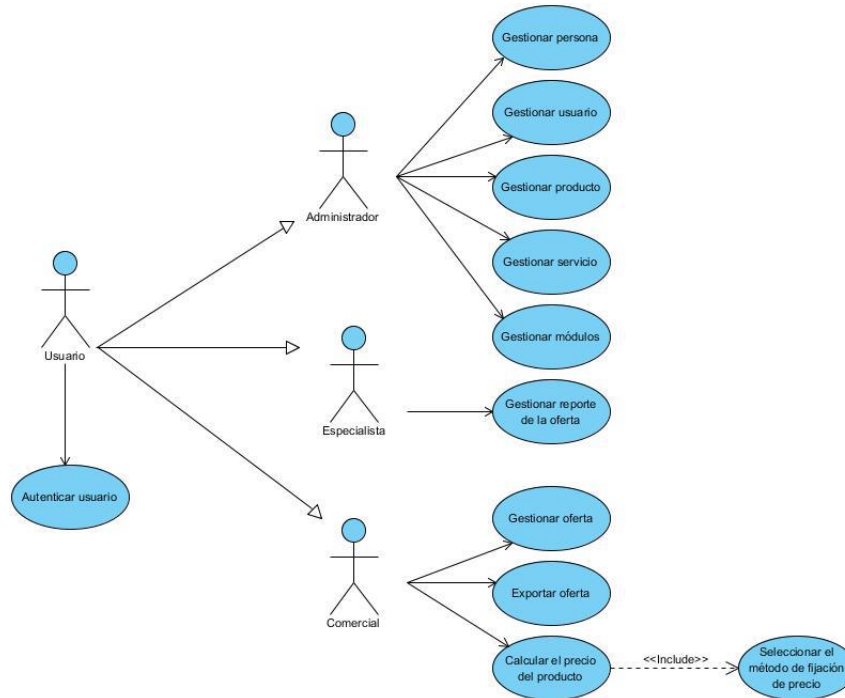 Gestionar persona
Gestionar usuario
Gestionar producto
Administrador
Gestionar servicio
Gestionar módulos
Usuario
Gestionar reporte
de la oferta
Especialista
Autenticar usuario
Gestionar oferta
Exportar oferta
Comercial
Calcular el precio
del producto
<<Include>>
Seleccionar el
método de fijación
de precio